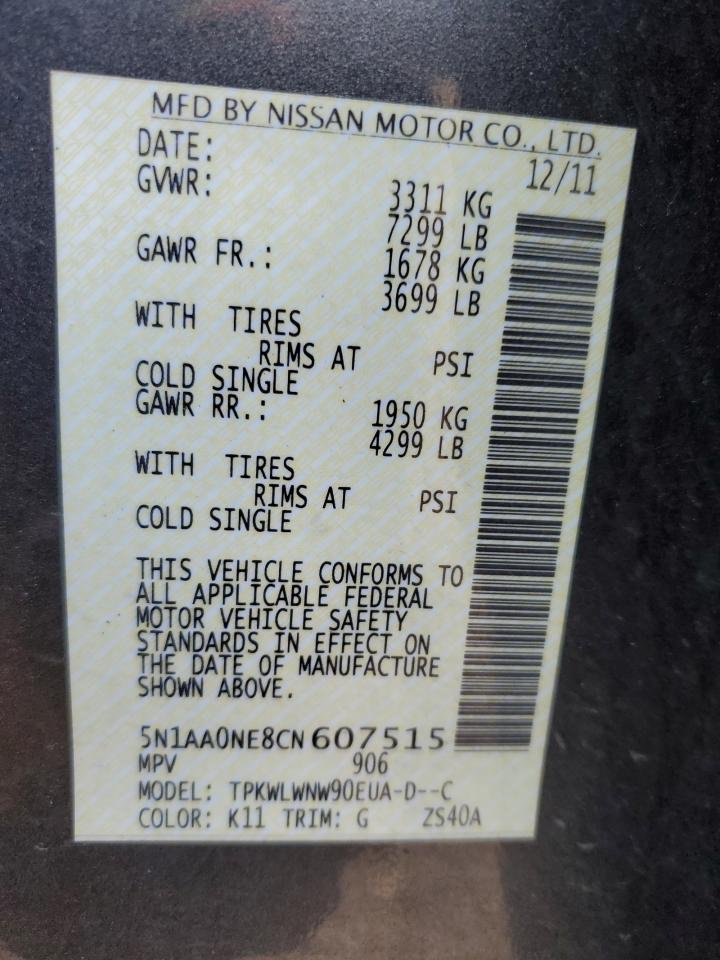 MFD BY NISSAN MOTOR CO., LTD.
DATE: 12/11
GVWR: 3311 KG
7299 LB
GAWR FR.: 1678 KG
3699 LB
WITH TIRES
RIMS AT PSI
COLD SINGLE
GAWR RR.: 1950 KG
4299 LB
WITH TIRES
RIMS AT PSI
COLD SINGLE
THIS VEHICLE CONFORMS TO
ALL APPLICABLE FEDERAL
MOTOR VEHICLE SAFETY
STANDARDS IN EFFECT ON
THE DATE OF MANUFACTURE
SHOWN ABOVE.
5N1AA0NE8CN607515
MPV 906
MODEL: TPKWLWNW90EUA-D--C
COLOR: K11 TRIM: G ZS40A